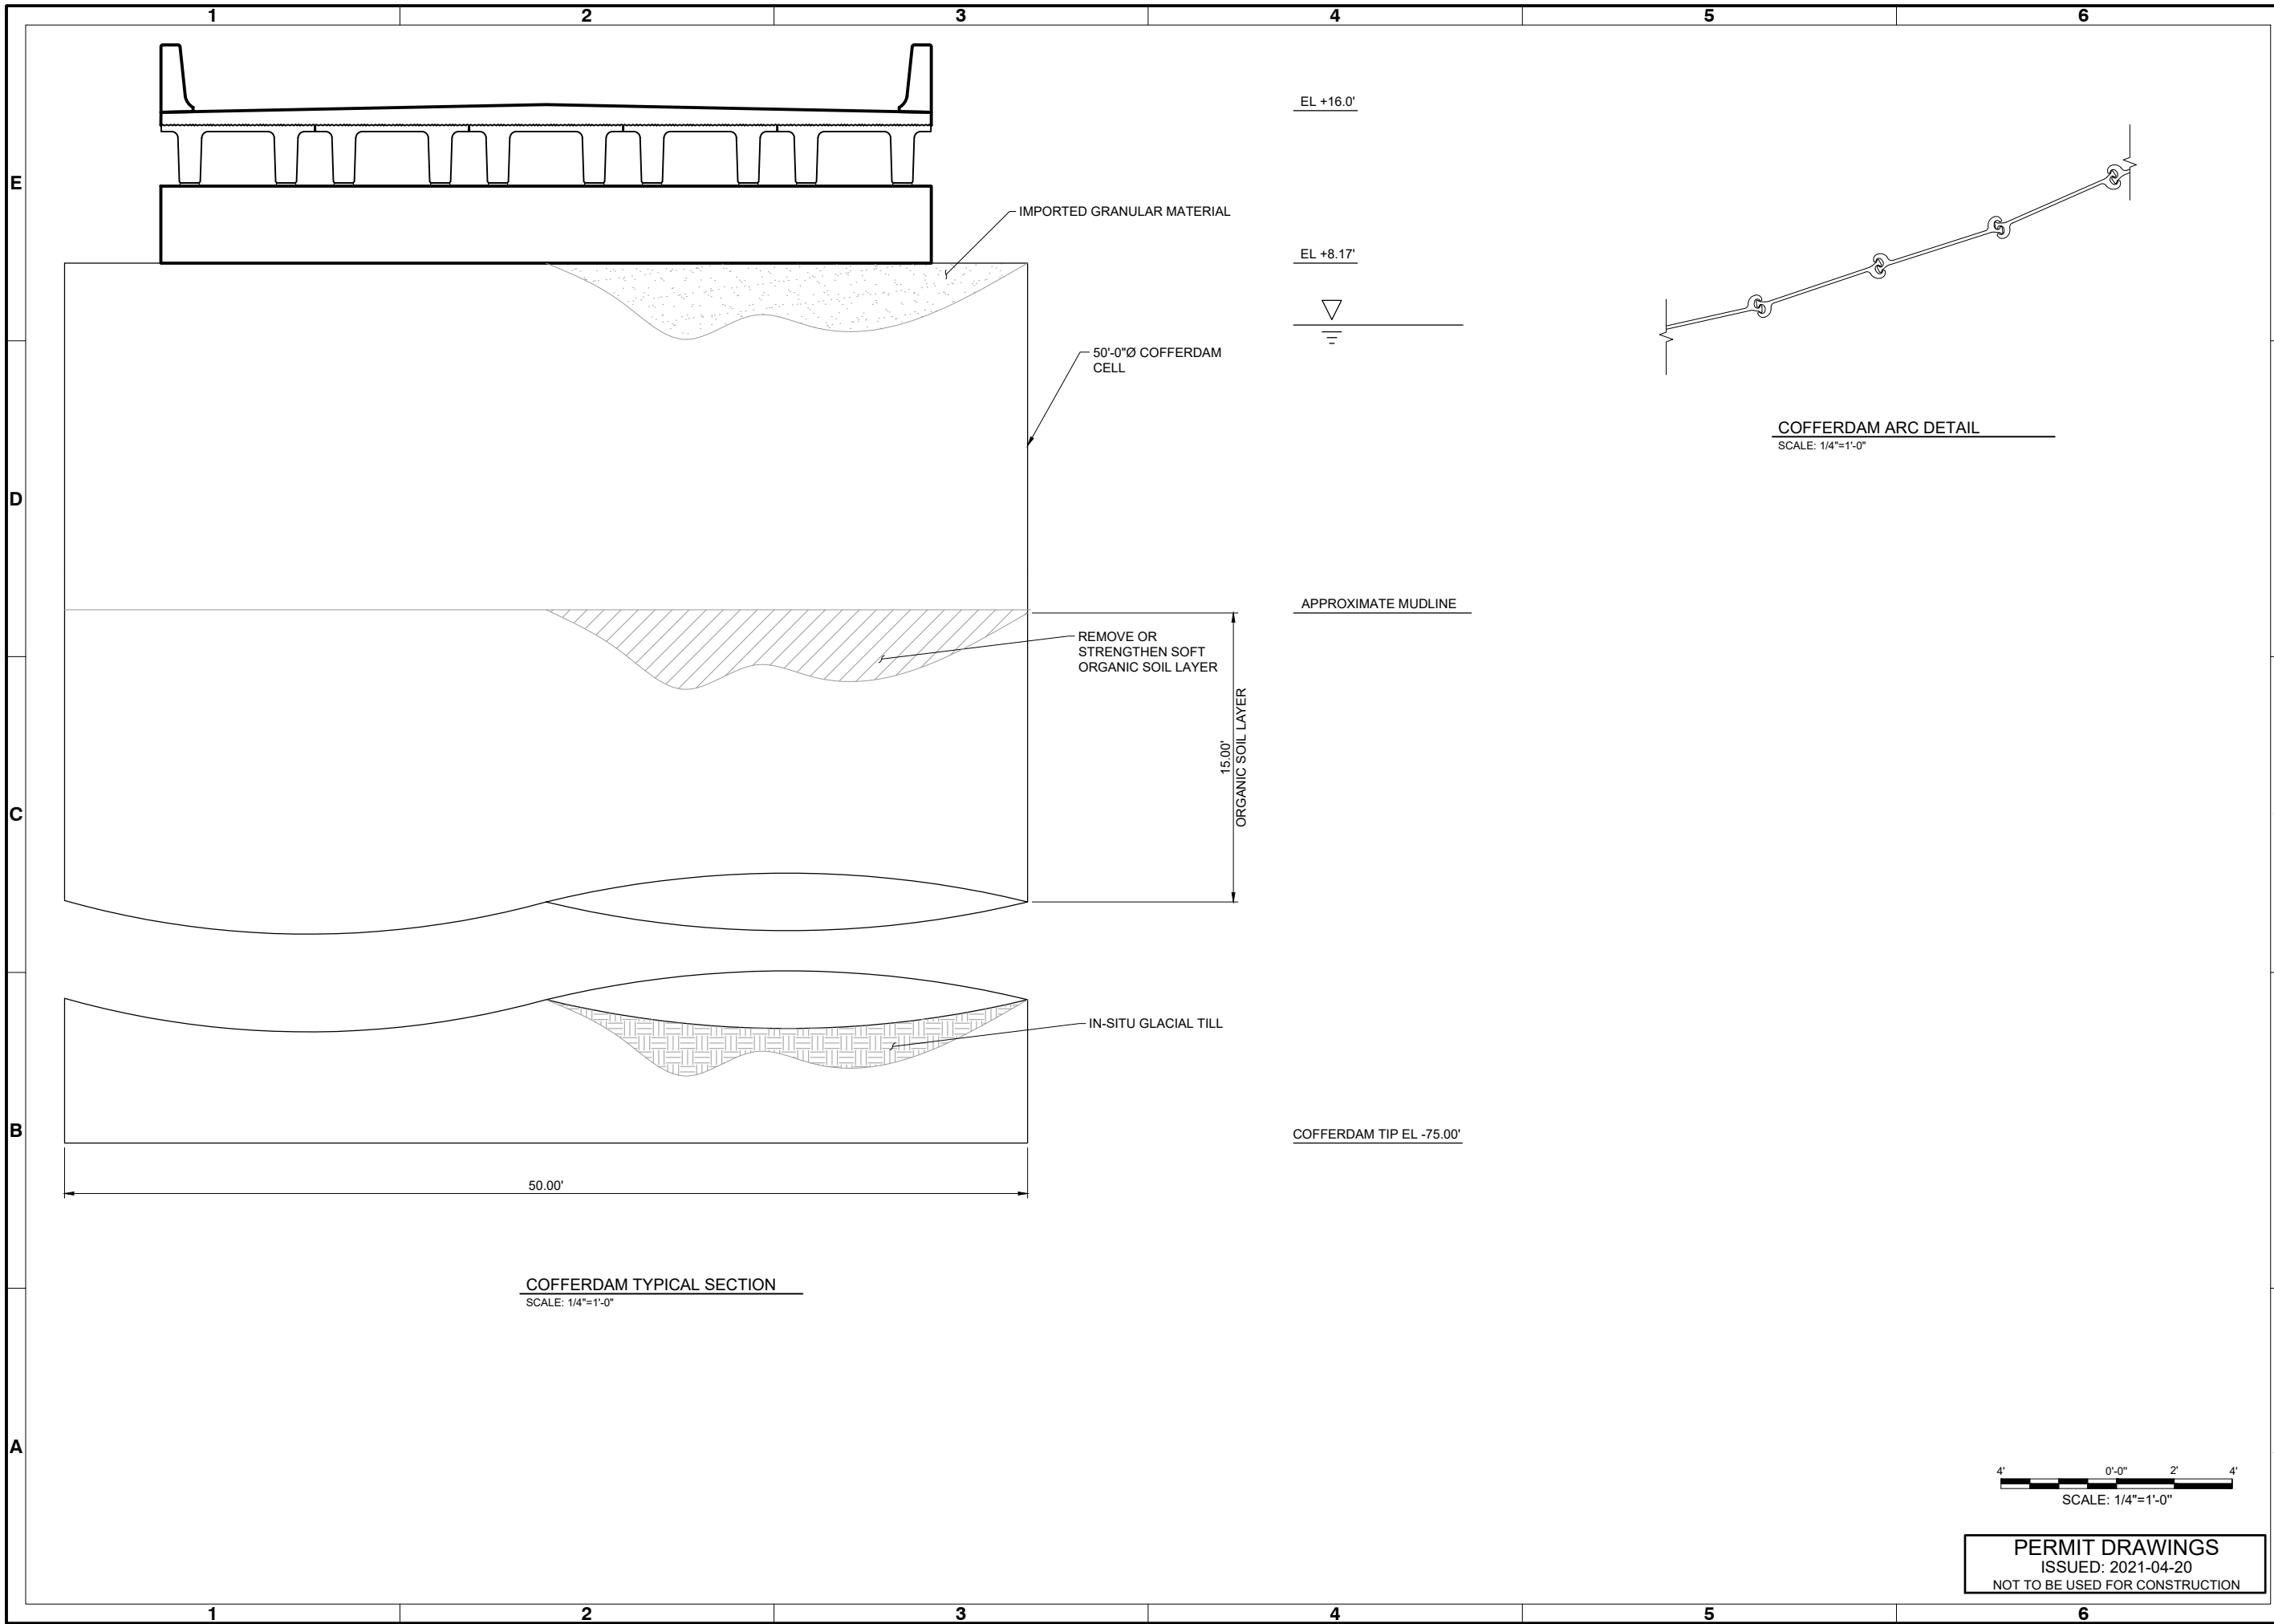 1 2 3 4 5 6
E
D
C
B
A
EL +16.0'
IMPORTED GRANULAR MATERIAL
EL +8.17'
50'-0"Ø COFFERDAM
CELL
COFFERDAM ARC DETAIL
SCALE: 1/4"=1'-0"
APPROXIMATE MUDLINE
REMOVE OR
STRENGTHEN SOFT
ORGANIC SOIL LAYER
15.00'
ORGANIC SOIL LAYER
IN-SITU GLACIAL TILL
COFFERDAM TIP EL -75.00'
50.00'
COFFERDAM TYPICAL SECTION
SCALE: 1/4"=1'-0"
4' 0'-0" 2' 4'
SCALE: 1/4"=1'-0"
PERMIT DRAWINGS
ISSUED: 2021-04-20
NOT TO BE USED FOR CONSTRUCTION
1 2 3 4 5 6